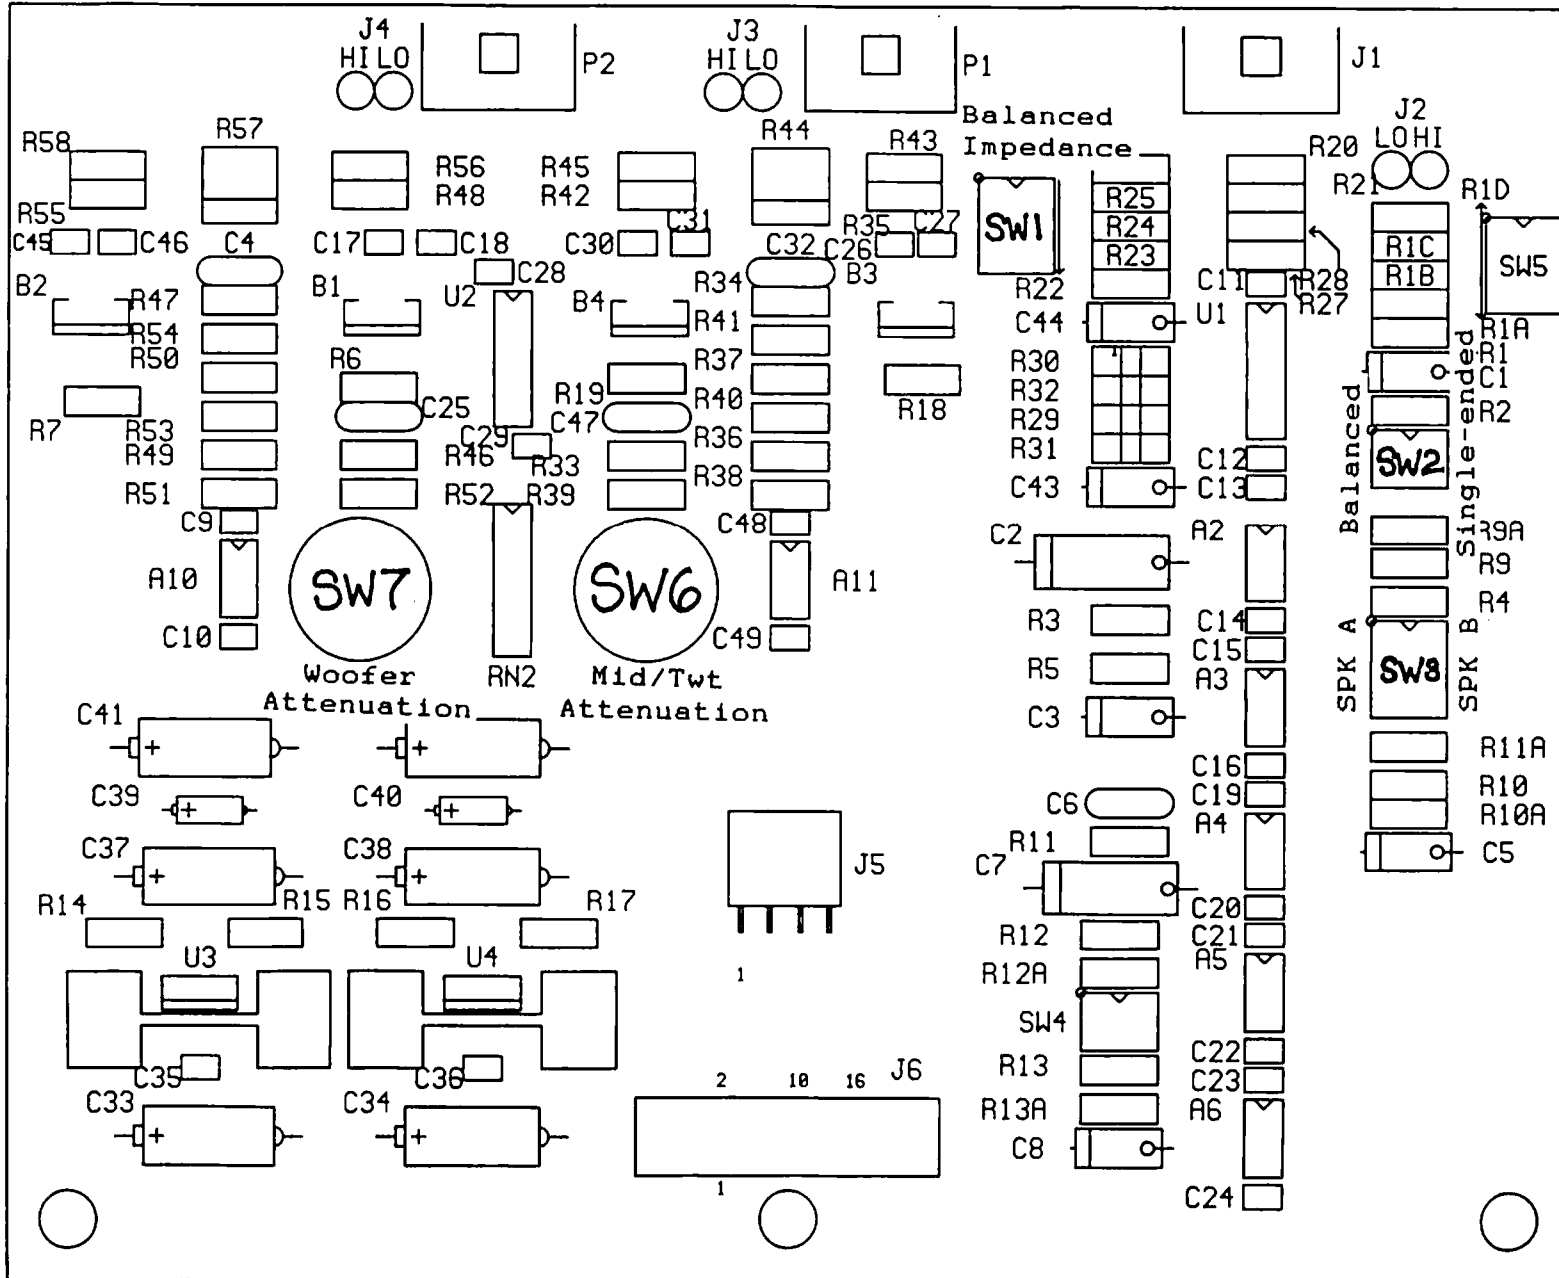 J4
HI LO
P2
J3
HI LO
P1
J1
Balanced
Impedance
J2
LO HI
R58
R57
R56
R48
R45
R42
R44
R43
R20
R21
R1D
R55
C45
C46
C4
C17
C18
C28
C30
C31
C32
R35
C26
C27
SW1
R25
R24
R23
R22
R1C
R1B
SW5
B2
R47
R54
R50
B1
U2
B4
R34
R41
B3
C44
C11
R28
R27
U1
R1A
R1
C1
R6
R19
R37
R40
R18
R30
R32
R29
R31
R2
R7
R53
R49
R51
C25
C29
R46
R52
C47
R33
R39
R36
R38
C43
C12
C13
Balanced
SW2
Single-ended
C9
A10
C10
SW7
Woofer
Attenuation
RN2
SW6
Mid/Twt
Attenuation
C48
A11
C49
C2
A2
R3
C14
C15
R5
A3
C3
R9A
R9
R4
SPK A
SW3
SPK B
C41
+
+
C39
+
C40
+
C37
+
C38
+
C16
C19
C6
A4
R11
C7
R11A
R10
R10A
C5
J5
1
R14
R15
R16
R17
U3
U4
C20
C21
R12
A5
R12A
SW4
C35
C36
C33
+
C34
+
2
10
16
J6
1
R13
C22
C23
R13A
A6
C8
C24